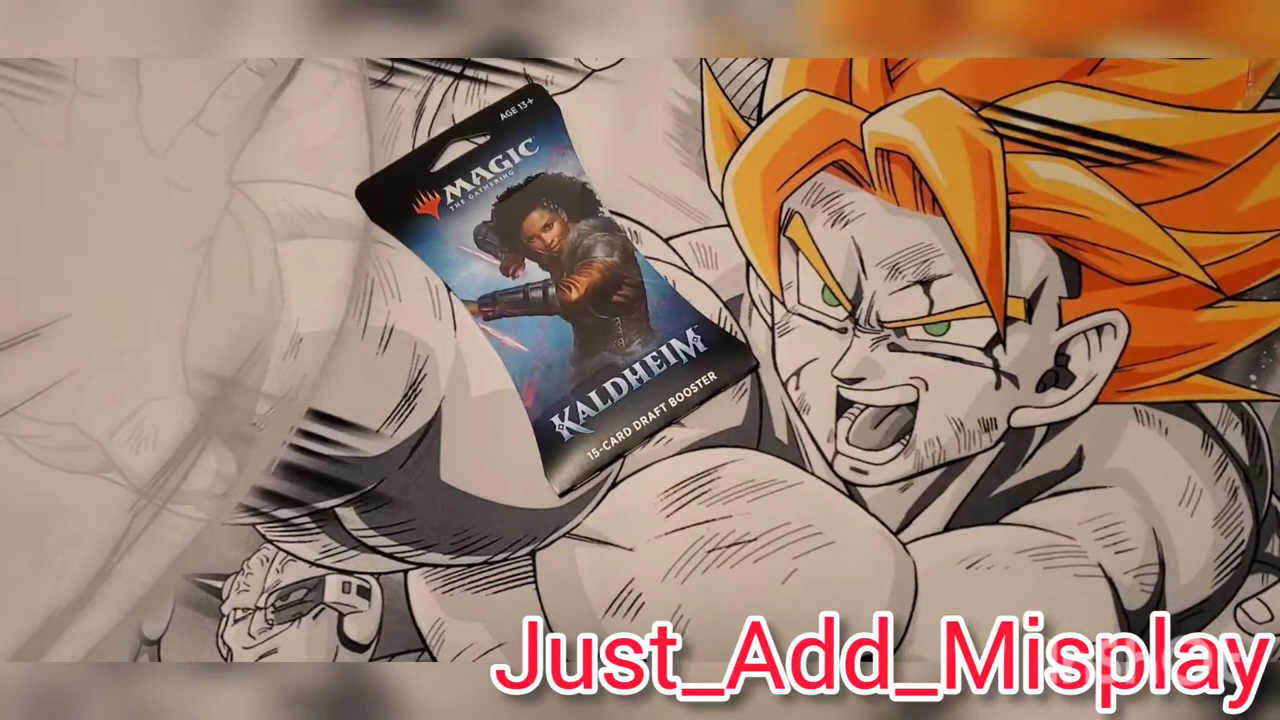 AGE 13+
MAGIC
THE GATHERING
KALDHEIM
15-CARD DRAFT BOOSTER
Just_Add_Misplay